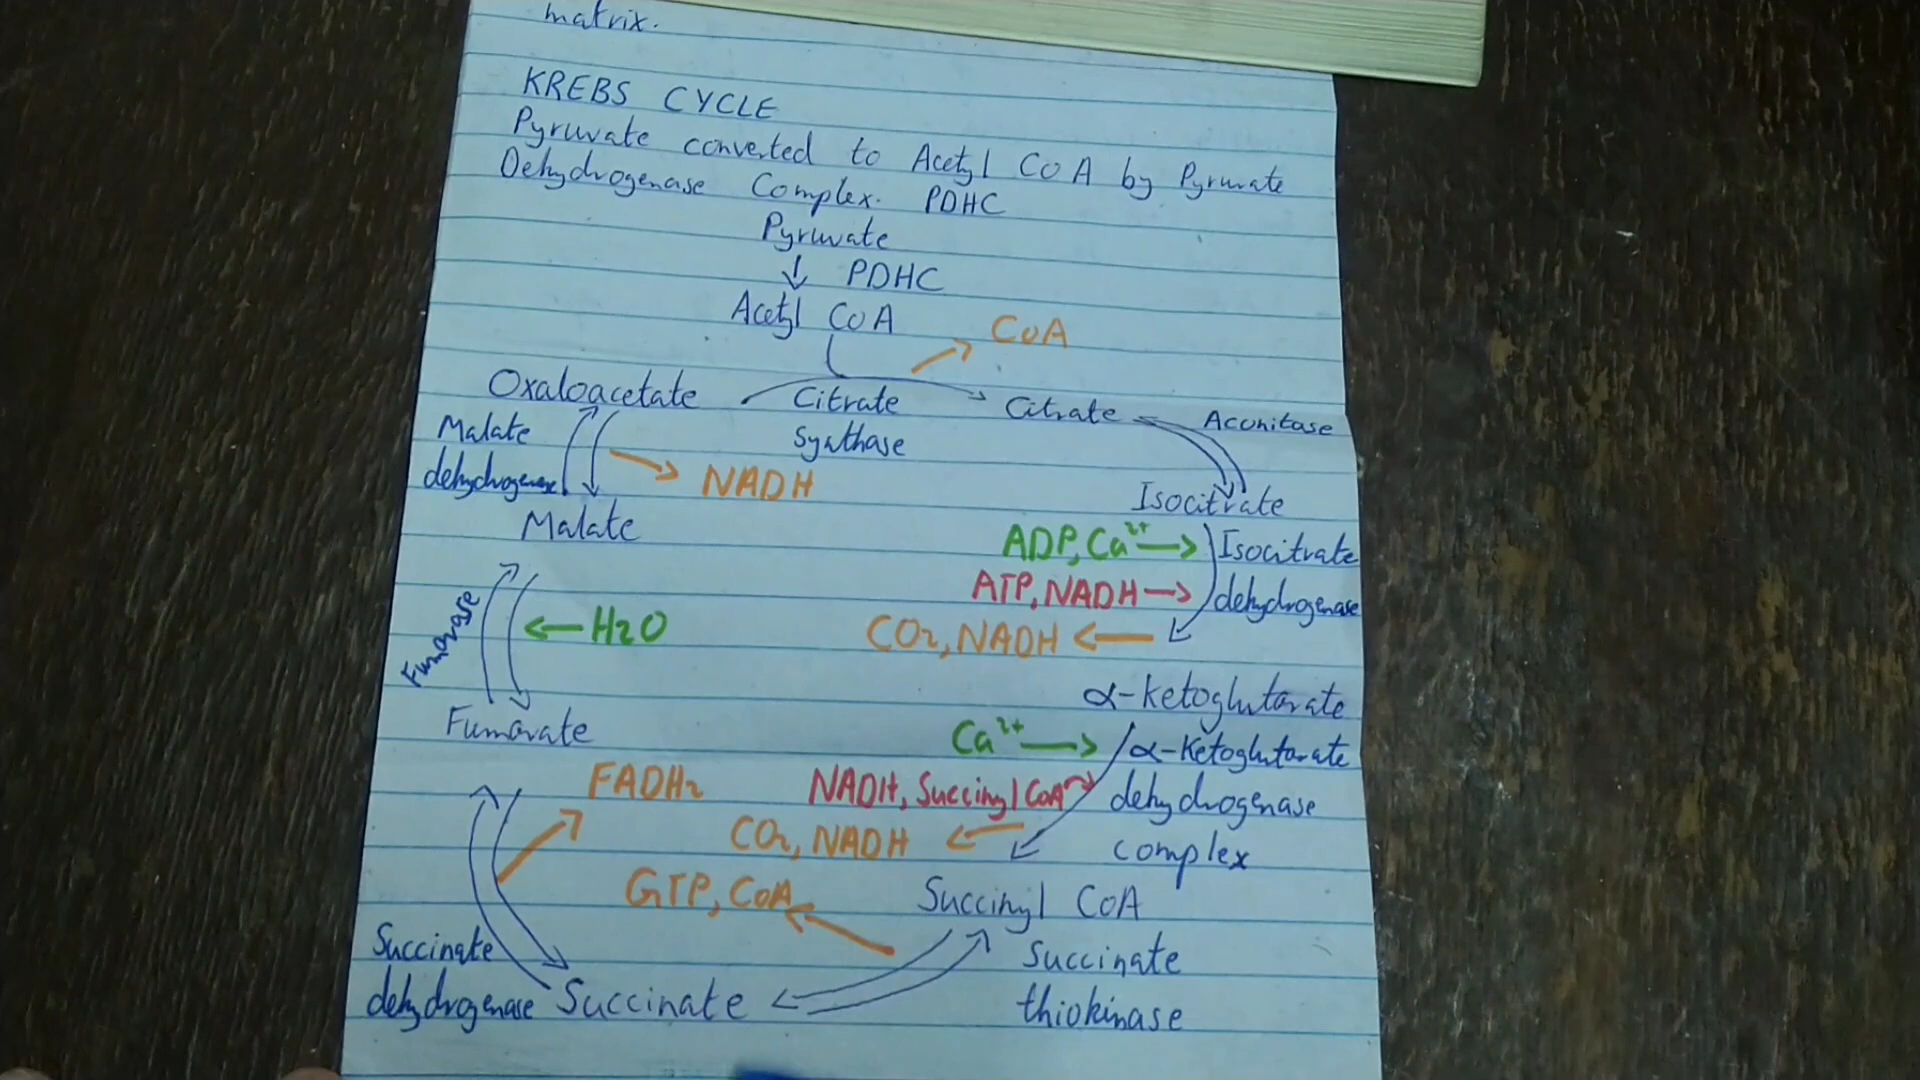 matrix.
KREBS CYCLE
Pyruvate converted to Acetyl CoA by Pyruvate
Dehydrogenase Complex. PDHC
Pyruvate
PDHC
Acetyl CoA
CoA
Oxaloacetate
Citrate
Synthase
Citrate
Aconitase
Malate
dehydrogenase
NADH
Isocitrate
Malate
ADP, Ca²⁺
Isocitrate
ATP, NADH
dehydrogenase
Fumarase
H2O
CO2, NADH
α-ketoglutarate
Fumarate
Ca²⁺
α-Ketoglutarate
FADH2
NADH, Succinyl CoA
dehydrogenase
CO2, NADH
complex
GTP, CoA
Succinyl CoA
Succinate
dehydrogenase
Succinate
Succinate
thiokinase